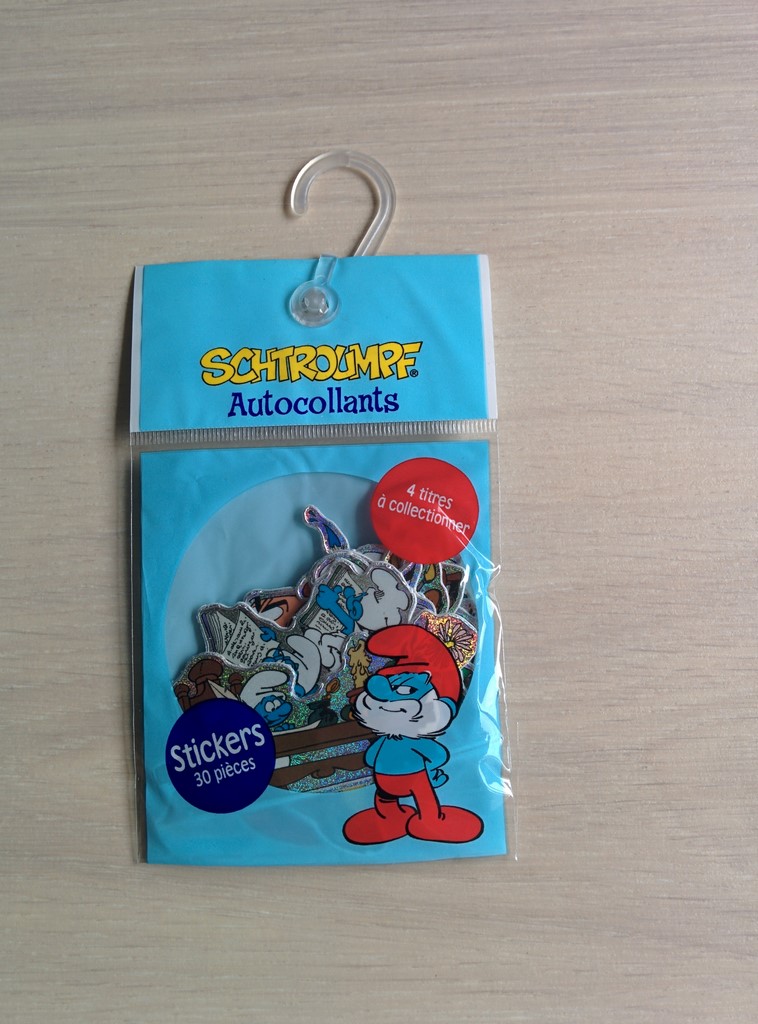 SCHTROUMPF®
Autocollants
4 titres
à collectionner
Stickers
30 pièces